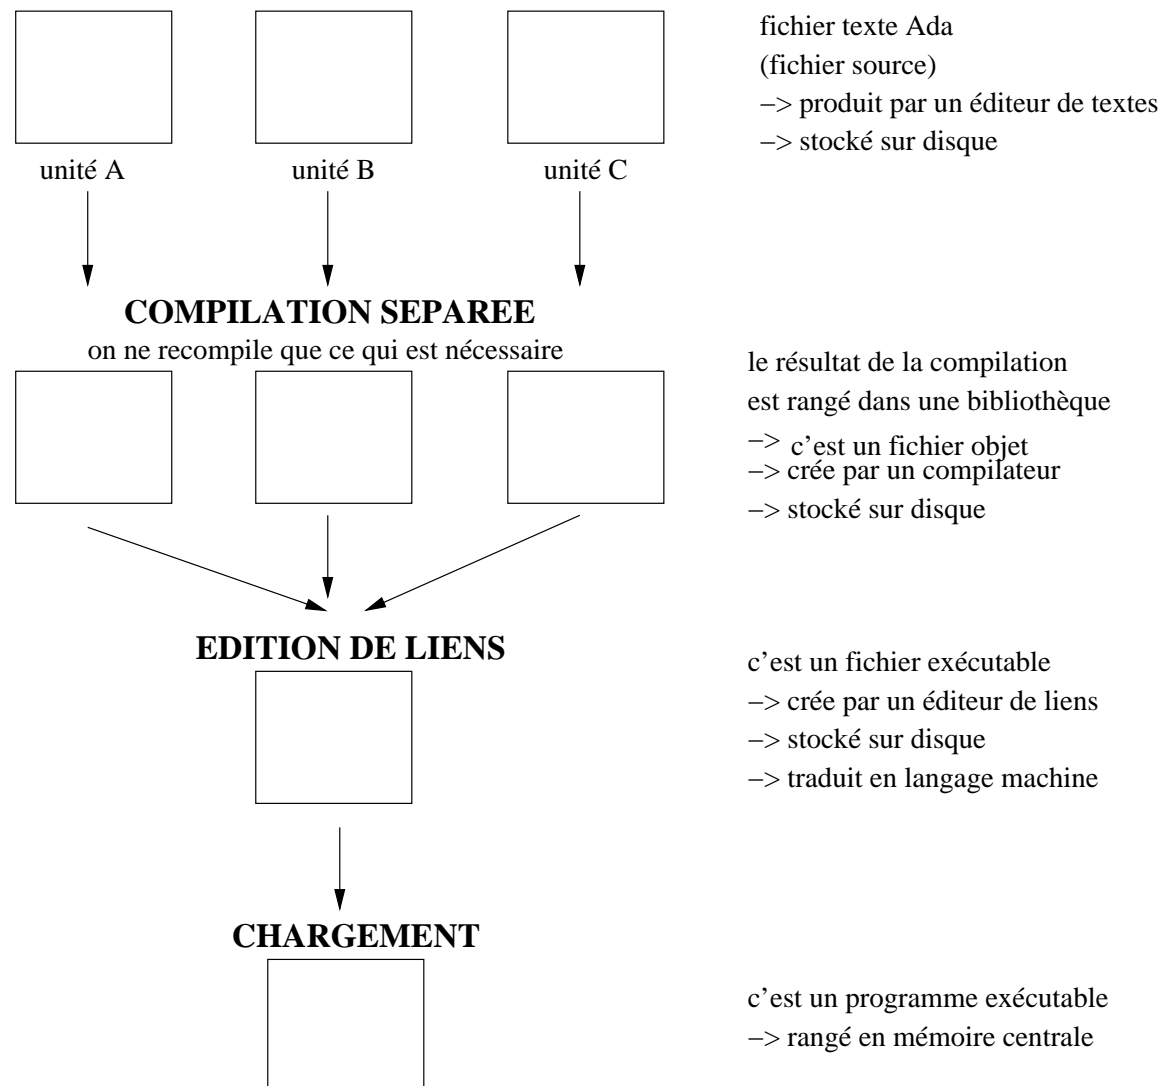 fichier texte Ada
(fichier source)
−> produit par un éditeur de textes
−> stocké sur disque
unité A
unité B
unité C
COMPILATION SEPAREE
on ne recompile que ce qui est nécessaire
le résultat de la compilation
est rangé dans une bibliothèque
−> c’est un fichier objet
−> crée par un compilateur
−> stocké sur disque
EDITION DE LIENS
c’est un fichier exécutable
−> crée par un éditeur de liens
−> stocké sur disque
−> traduit en langage machine
CHARGEMENT
c’est un programme exécutable
−> rangé en mémoire centrale